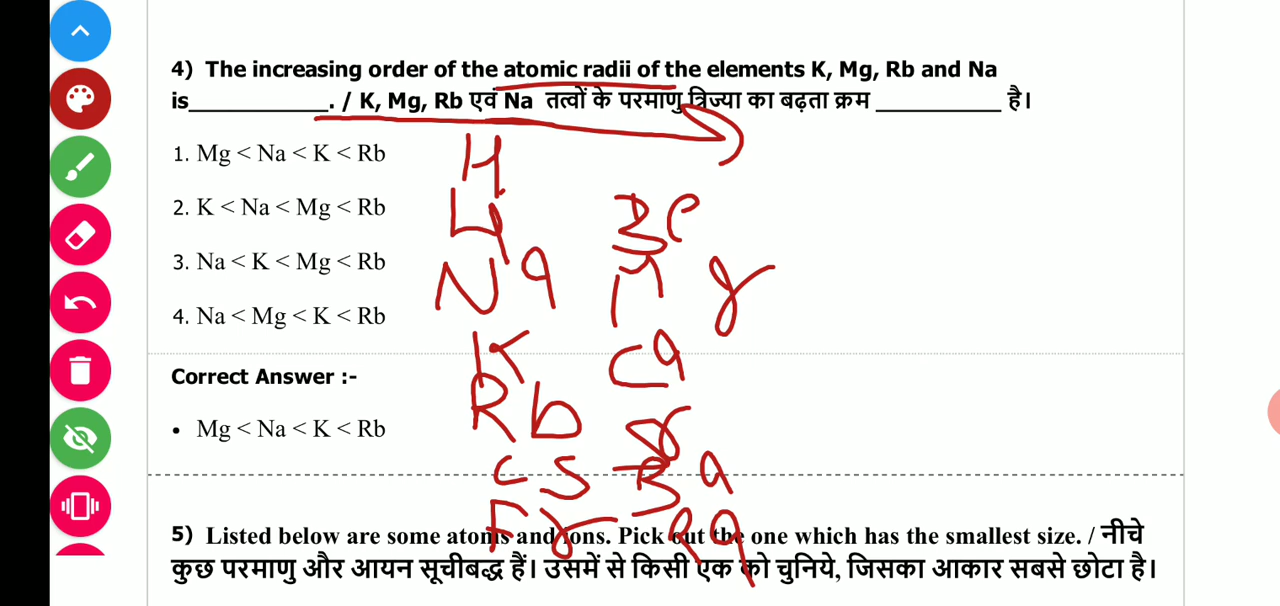 4) The increasing order of the atomic radii of the elements K, Mg, Rb and Na
is___________. / K, Mg, Rb एवं Na तत्वों के परमाणु त्रिज्या का बढ़ता क्रम __________ है।
1. Mg < Na < K < Rb
H
2. K < Na < Mg < Rb
Li Be
3. Na < K < Mg < Rb
Na Mg
4. Na < Mg < K < Rb
K Ca
Correct Answer :-
• Mg < Na < K < Rb
Rb Sr
Cs Ba
Fr Ra
5) Listed below are some atoms and ions. Pick out the one which has the smallest size. / नीचे
कुछ परमाणु और आयन सूचीबद्ध हैं। उसमें से किसी एक को चुनिये, जिसका आकार सबसे छोटा है।